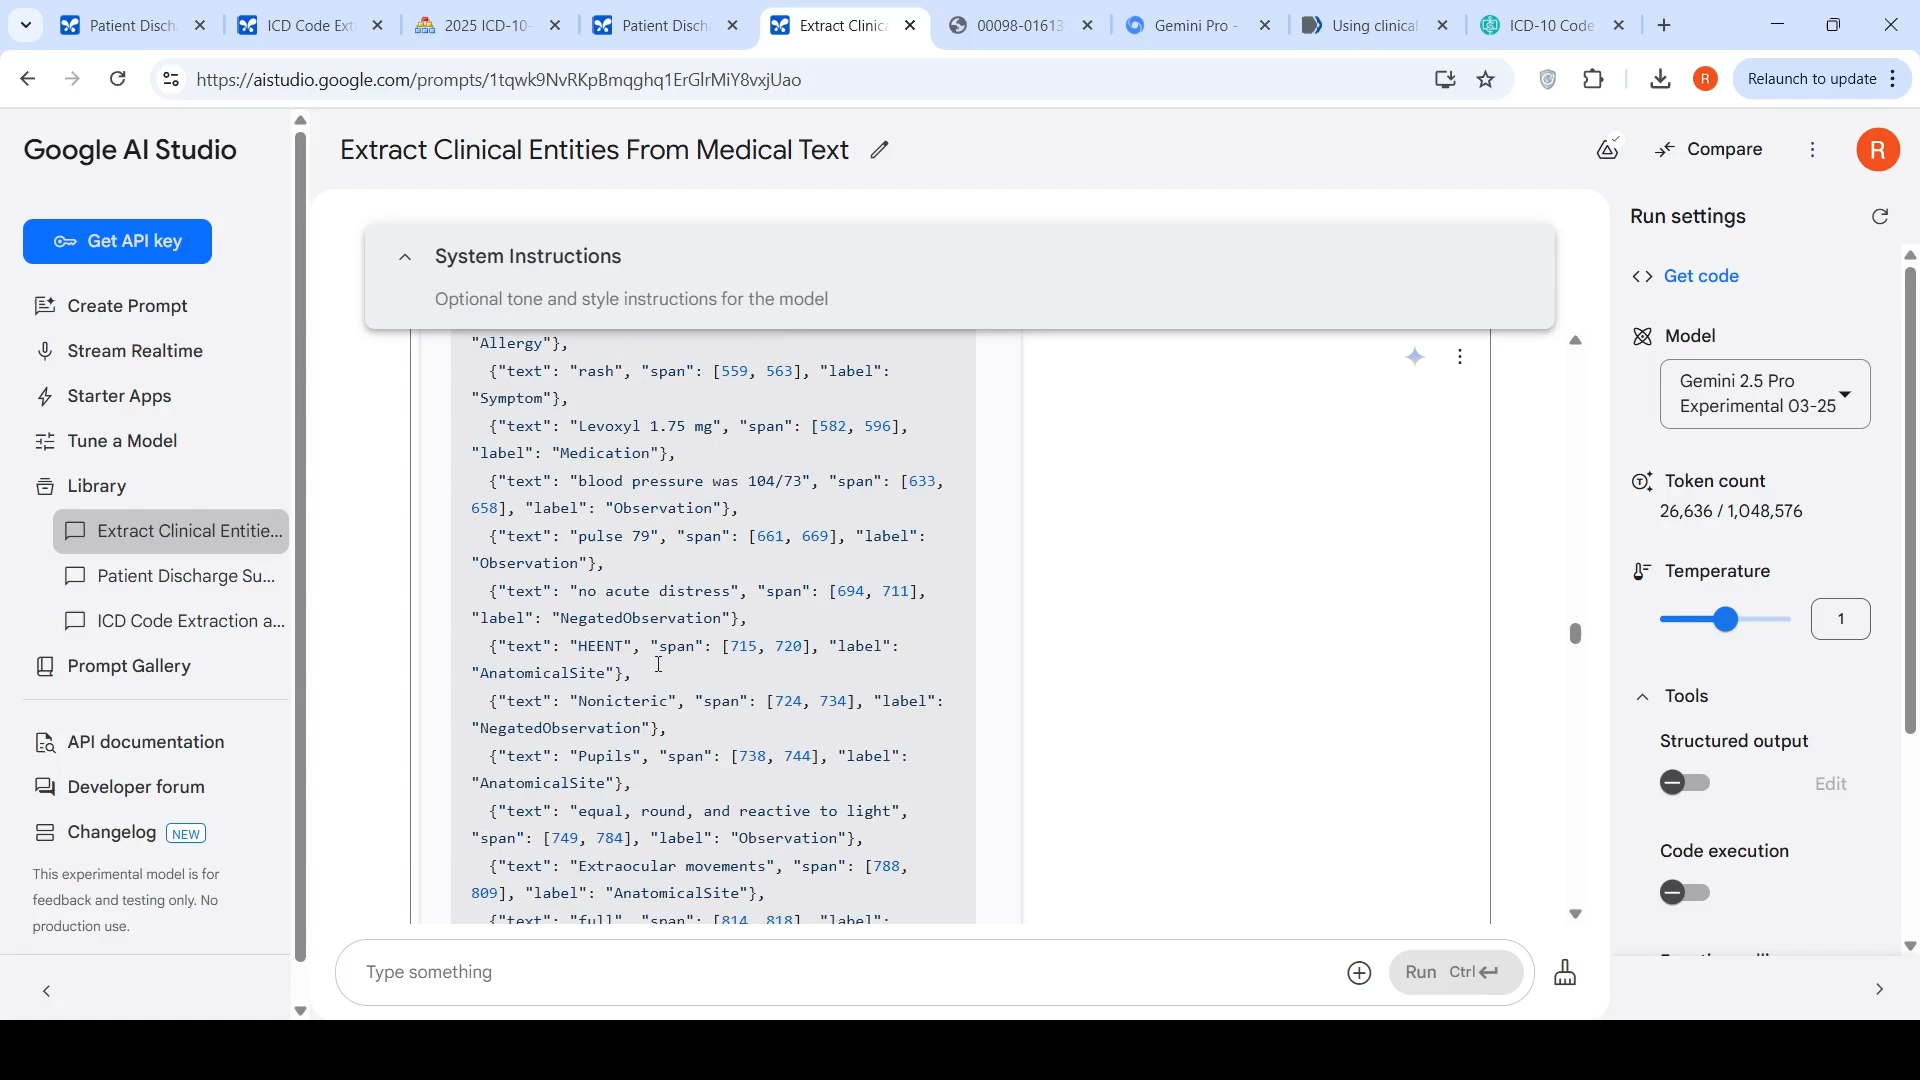 Patient Disch
ICD Code Ext
2025 ICD-10-
Patient Disch
Extract Clinic
00098-01613
Gemini Pro -
Using clinical
ICD-10 Code
https://aistudio.google.com/prompts/1tqwk9NvRKpBmqghq1ErGlrMiY8vxjUao
R
Relaunch to update
Google AI Studio
Extract Clinical Entities From Medical Text
Compare
R
Get API key
Create Prompt
Stream Realtime
Starter Apps
Tune a Model
Library
Extract Clinical Entitie...
Patient Discharge Su...
ICD Code Extraction a...
Prompt Gallery
API documentation
Developer forum
Changelog NEW
This experimental model is for
feedback and testing only. No
production use.
System Instructions
Optional tone and style instructions for the model
"Allergy"},
{"text": "rash", "span": [559, 563], "label":
"Symptom"},
{"text": "Levoxyl 1.75 mg", "span": [582, 596],
"label": "Medication"},
{"text": "blood pressure was 104/73", "span": [633,
658], "label": "Observation"},
{"text": "pulse 79", "span": [661, 669], "label":
"Observation"},
{"text": "no acute distress", "span": [694, 711],
"label": "NegatedObservation"},
{"text": "HEENT", "span": [715, 720], "label":
"AnatomicalSite"},
{"text": "Nonicteric", "span": [724, 734], "label":
"NegatedObservation"},
{"text": "Pupils", "span": [738, 744], "label":
"AnatomicalSite"},
{"text": "equal, round, and reactive to light",
"span": [749, 784], "label": "Observation"},
{"text": "Extraocular movements", "span": [788,
809], "label": "AnatomicalSite"},
{"text": "full", "span": [814, 818], "label":
Type something
Run Ctrl
Run settings
Get code
Model
Gemini 2.5 Pro
Experimental 03-25
Token count
26,636 / 1,048,576
Temperature
1
Tools
Structured output
Edit
Code execution